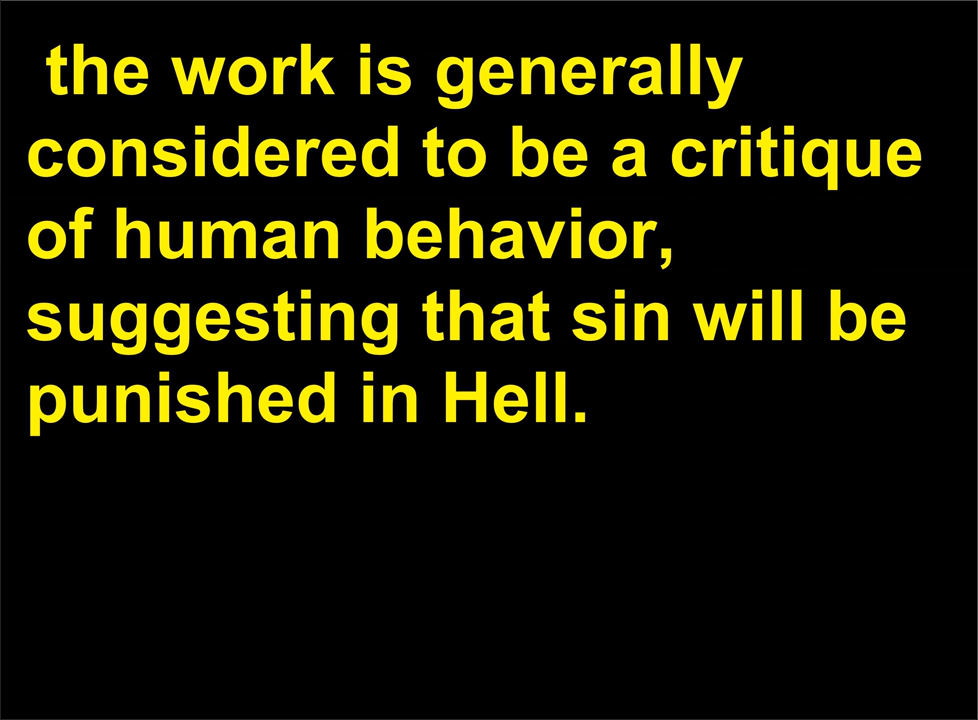 the work is generally
considered to be a critique
of human behavior,
suggesting that sin will be
punished in Hell.